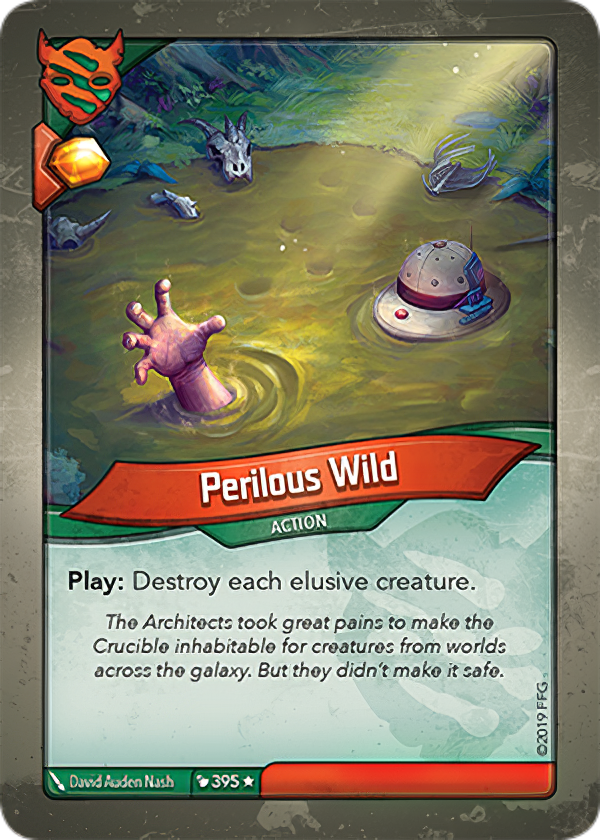 Perilous Wild
ACTION
Play: Destroy each elusive creature.
The Architects took great pains to make the
Crucible inhabitable for creatures from worlds
across the galaxy. But they didn't make it safe.
©2019 FFG
David Auden Nash
395